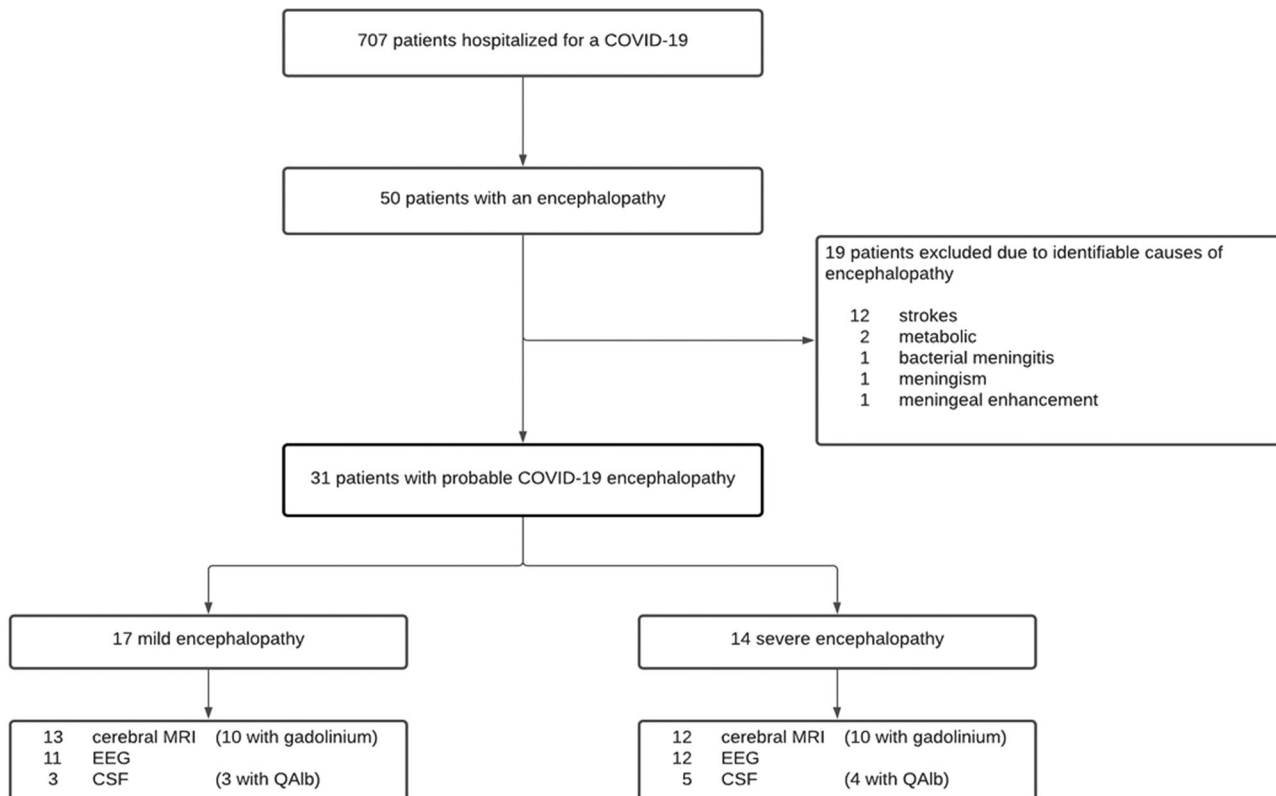 707 patients hospitalized for a COVID-19
50 patients with an encephalopathy
19 patients excluded due to identifiable causes of
encephalopathy
12 strokes
2 metabolic
1 bacterial meningitis
1 meningism
1 meningeal enhancement
31 patients with probable COVID-19 encephalopathy
17 mild encephalopathy
14 severe encephalopathy
13 cerebral MRI (10 with gadolinium)
11 EEG
3 CSF (3 with QAlb)
12 cerebral MRI (10 with gadolinium)
12 EEG
5 CSF (4 with QAlb)